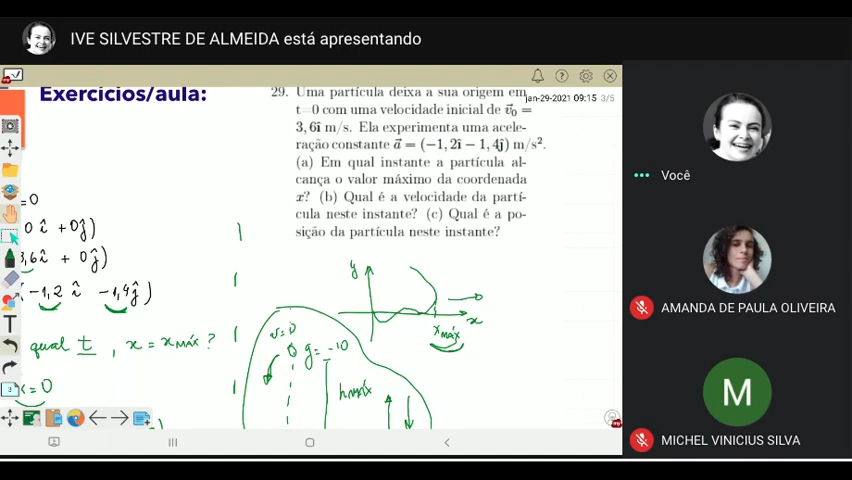 IVE SILVESTRE DE ALMEIDA está apresentando
Exercícios/aula:
29. Uma partícula deixa a sua origem em
t=0 com uma velocidade inicial de v⃗₀ =
3,6î m/s. Ela experimenta uma acele-
ração constante a⃗ = (−1,2î − 1,4ĵ) m/s².
(a) Em qual instante a partícula al-
cança o valor máximo da coordenada
x? (b) Qual é a velocidade da partí-
cula neste instante? (c) Qual é a po-
sição da partícula neste instante?
jan-29-2021 09:15 3/5
=0
0 î + 0ĵ)
3,6î + 0ĵ)
(−1,2 î −1,4ĵ)
qual t , x = x máx ?
x = 0
y
x
x máx
v=0
g = −10
hmáx
T
3
Você
AMANDA DE PAULA OLIVEIRA
M
MICHEL VINICIUS SILVA